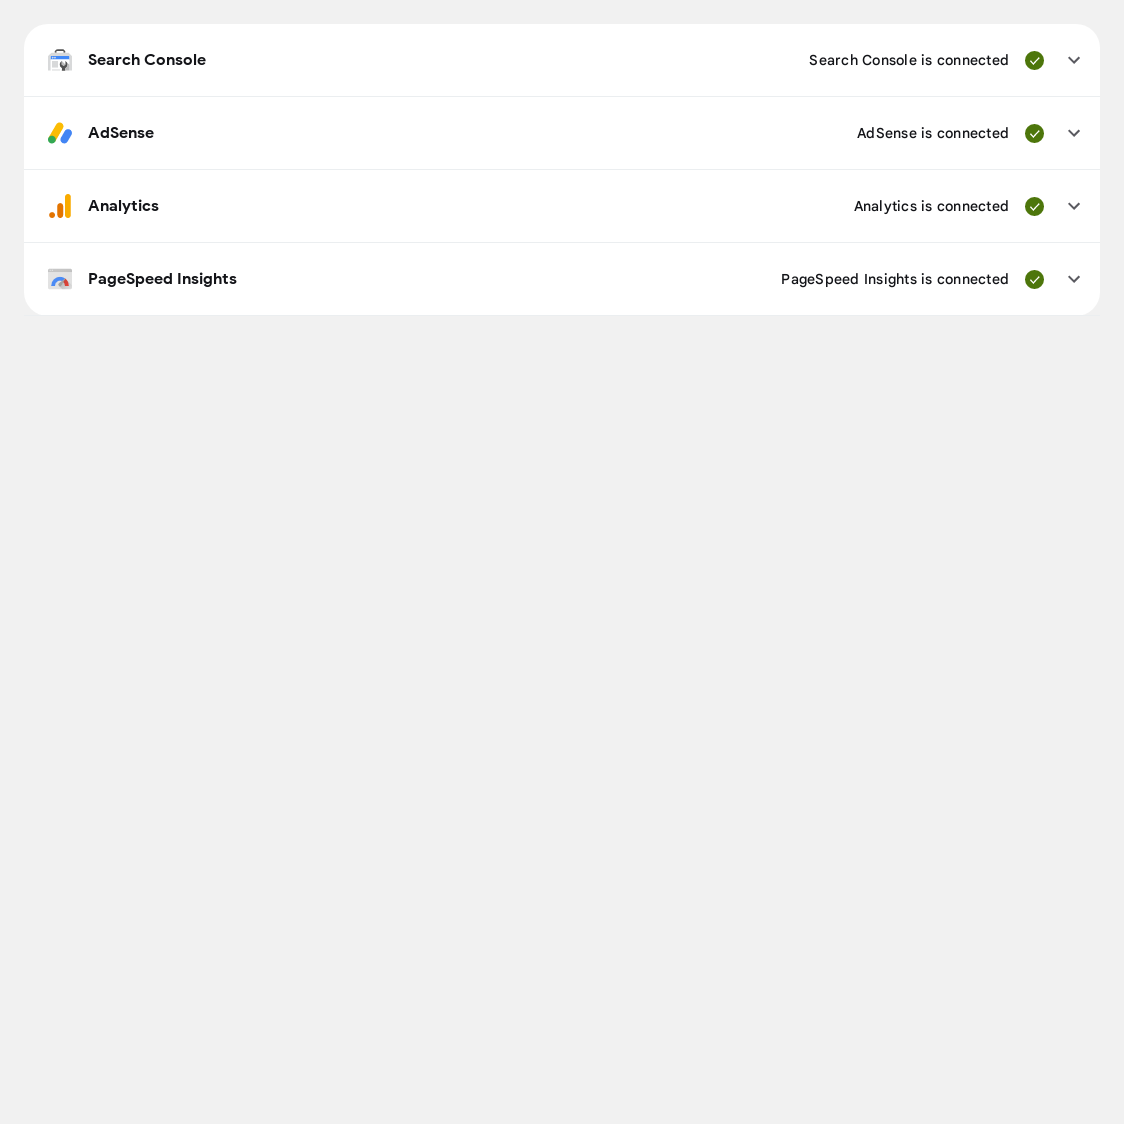 Search Console
Search Console is connected
AdSense
AdSense is connected
Analytics
Analytics is connected
PageSpeed Insights
PageSpeed Insights is connected